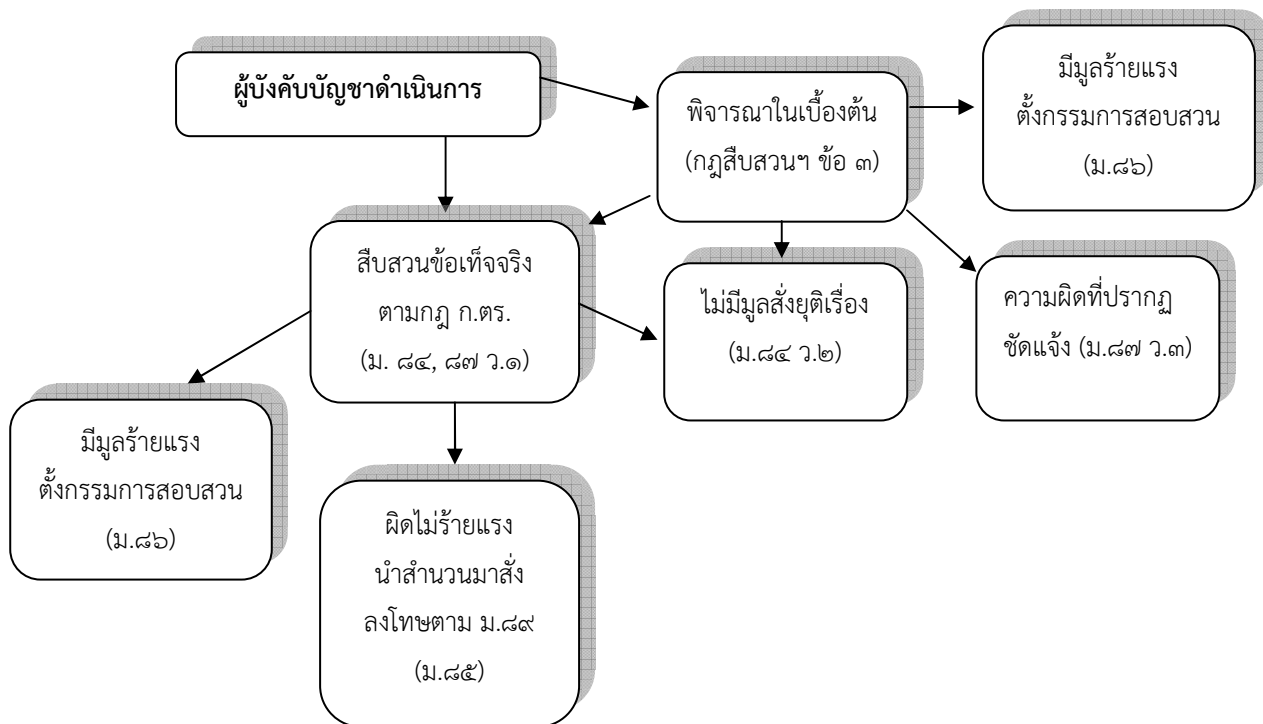 ผู้บังคับบัญชาดำเนินการ
พิจารณาในเบื้องต้น
(กฎสืบสวนฯ ข้อ ๓)
มีมูลร้ายแรง
ตั้งกรรมการสอบสวน
(ม.๘๖)
สืบสวนข้อเท็จจริง
ตามกฎ ก.ตร.
(ม. ๘๔, ๘๗ ว.๑)
ไม่มีมูลสั่งยุติเรื่อง
(ม.๘๔ ว.๒)
ความผิดที่ปรากฏ
ชัดแจ้ง (ม.๘๗ ว.๓)
มีมูลร้ายแรง
ตั้งกรรมการสอบสวน
(ม.๘๖)
ผิดไม่ร้ายแรง
นำสำนวนมาสั่ง
ลงโทษตาม ม.๘๙
(ม.๘๕)